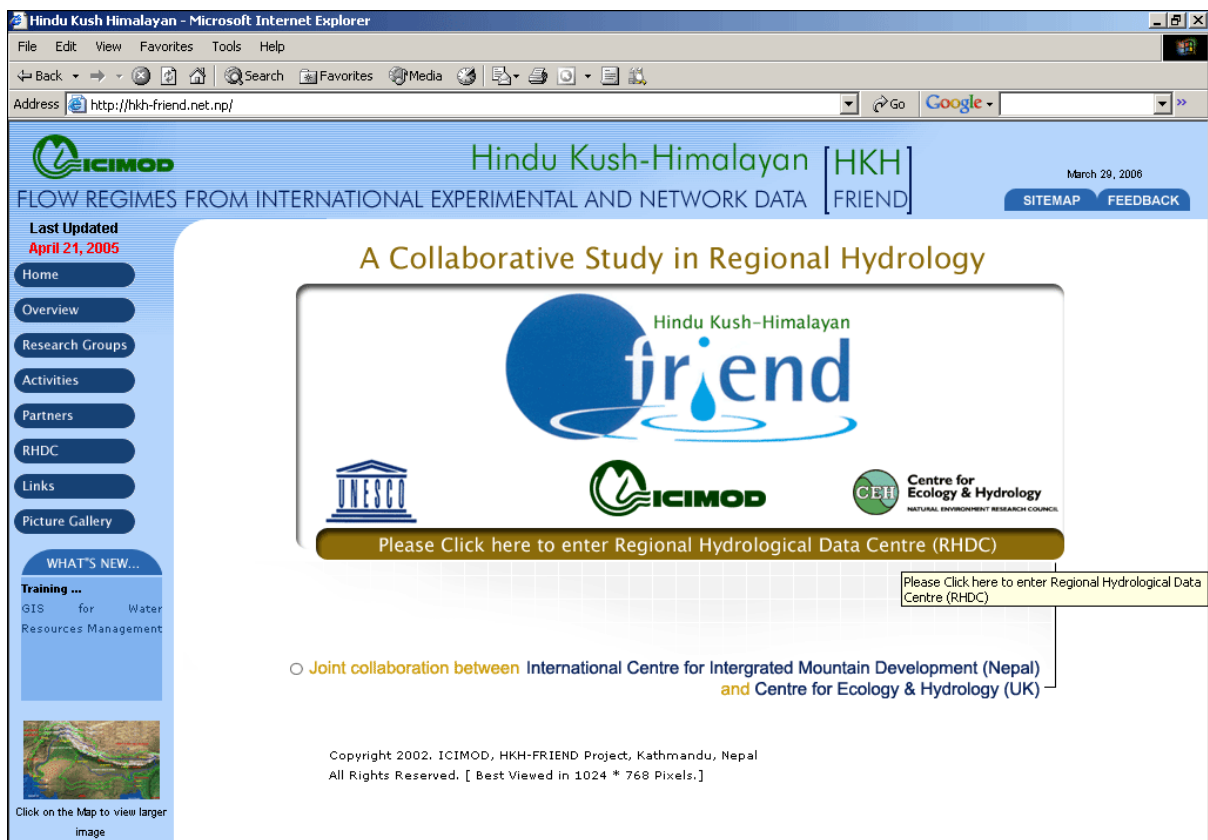 Hindu Kush Himalayan - Microsoft Internet Explorer
File Edit View Favorites Tools Help
Back Search Favorites Media
Address http://hkh-friend.net.np/ Go Google
ICIMOD
Hindu Kush-Himalayan [HKH
FLOW REGIMES FROM INTERNATIONAL EXPERIMENTAL AND NETWORK DATA FRIEND]
March 29, 2006
SITEMAP FEEDBACK
Last Updated
April 21, 2005
Home
Overview
Research Groups
Activities
Partners
RHDC
Links
Picture Gallery
WHAT"S NEW...
Training ...
GIS for Water
Resources Management
Click on the Map to view larger
image
A Collaborative Study in Regional Hydrology
Hindu Kush-Himalayan
friend
UNESCO
ICIMOD
CEH
Centre for
Ecology & Hydrology
NATURAL ENVIRONMENT RESEARCH COUNCIL
Please Click here to enter Regional Hydrological Data Centre (RHDC)
Please Click here to enter Regional Hydrological Data
Centre (RHDC)
Joint collaboration between International Centre for Intergrated Mountain Development (Nepal)
and Centre for Ecology & Hydrology (UK)
Copyright 2002. ICIMOD, HKH-FRIEND Project, Kathmandu, Nepal
All Rights Reserved. [ Best Viewed in 1024 * 768 Pixels.]